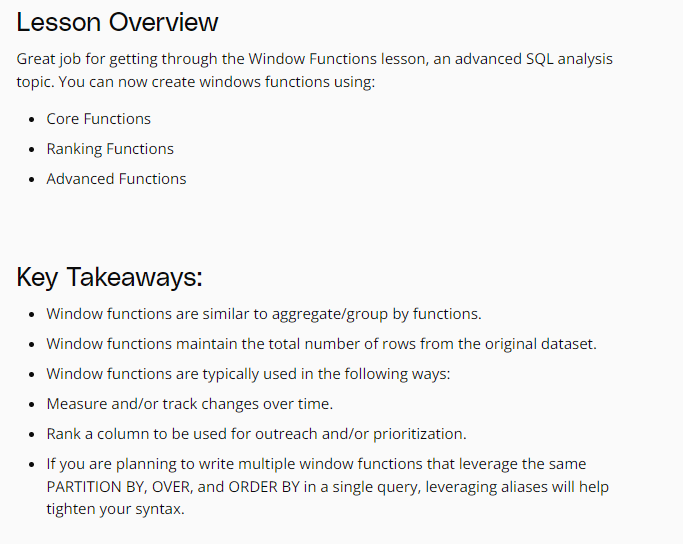 Lesson Overview
Great job for getting through the Window Functions lesson, an advanced SQL analysis
topic. You can now create windows functions using:
• Core Functions
• Ranking Functions
• Advanced Functions
Key Takeaways:
• Window functions are similar to aggregate/group by functions.
• Window functions maintain the total number of rows from the original dataset.
• Window functions are typically used in the following ways:
• Measure and/or track changes over time.
• Rank a column to be used for outreach and/or prioritization.
• If you are planning to write multiple window functions that leverage the same
PARTITION BY, OVER, and ORDER BY in a single query, leveraging aliases will help
tighten your syntax.